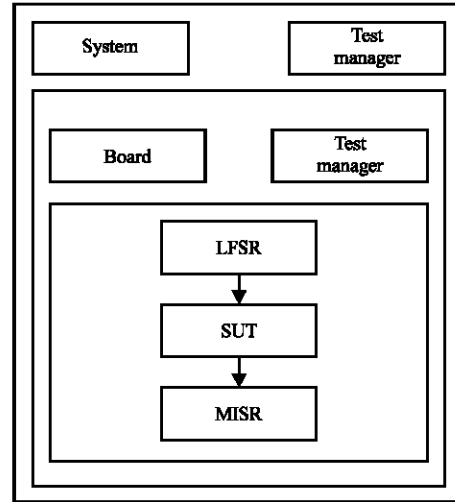 System
Test
manager
Board
Test
manager
LFSR
SUT
MISR